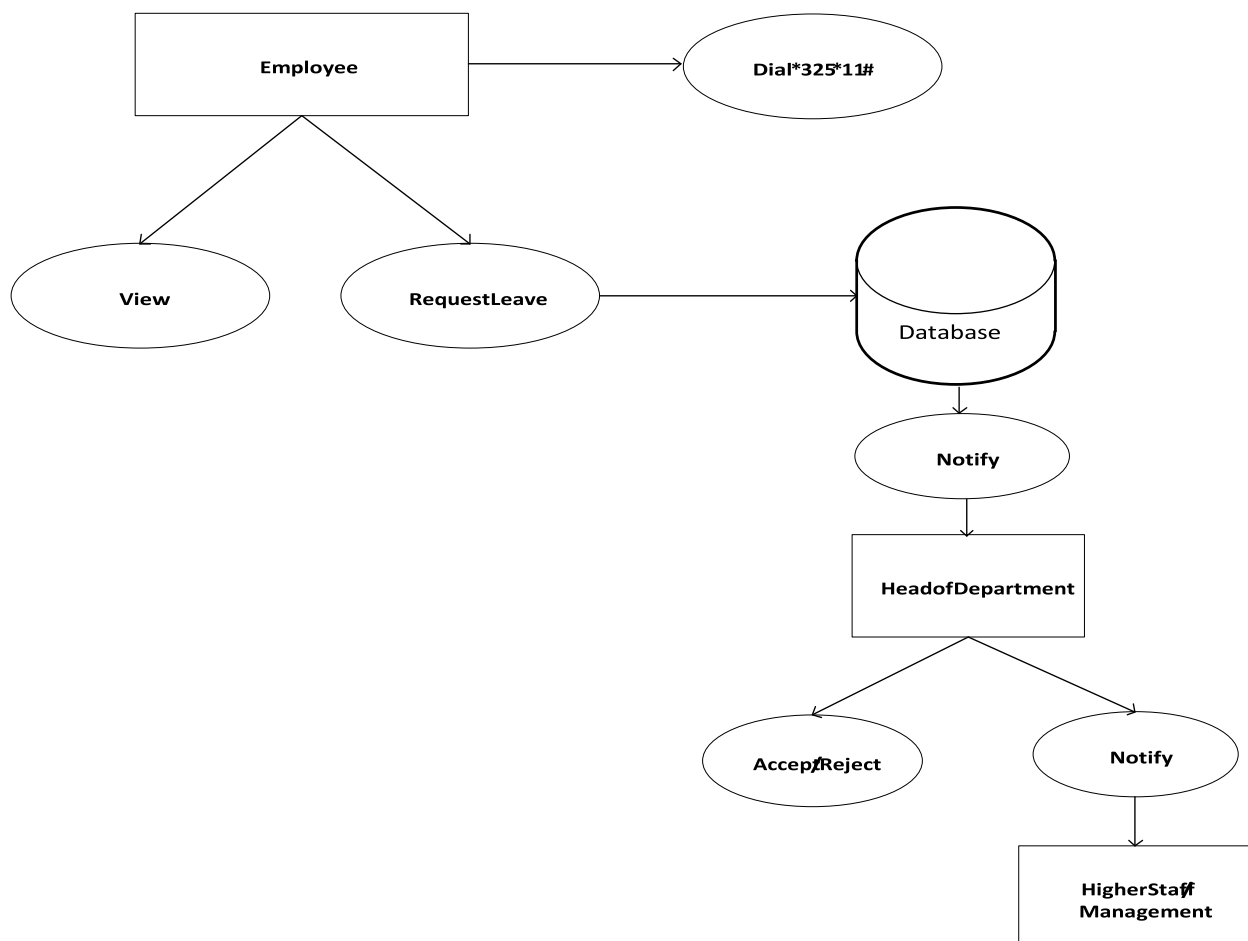 Employee
Dial*325*11#
View
RequestLeave
Database
Notify
HeadofDepartment
Accept/Reject
Notify
HigherStaff/
Management